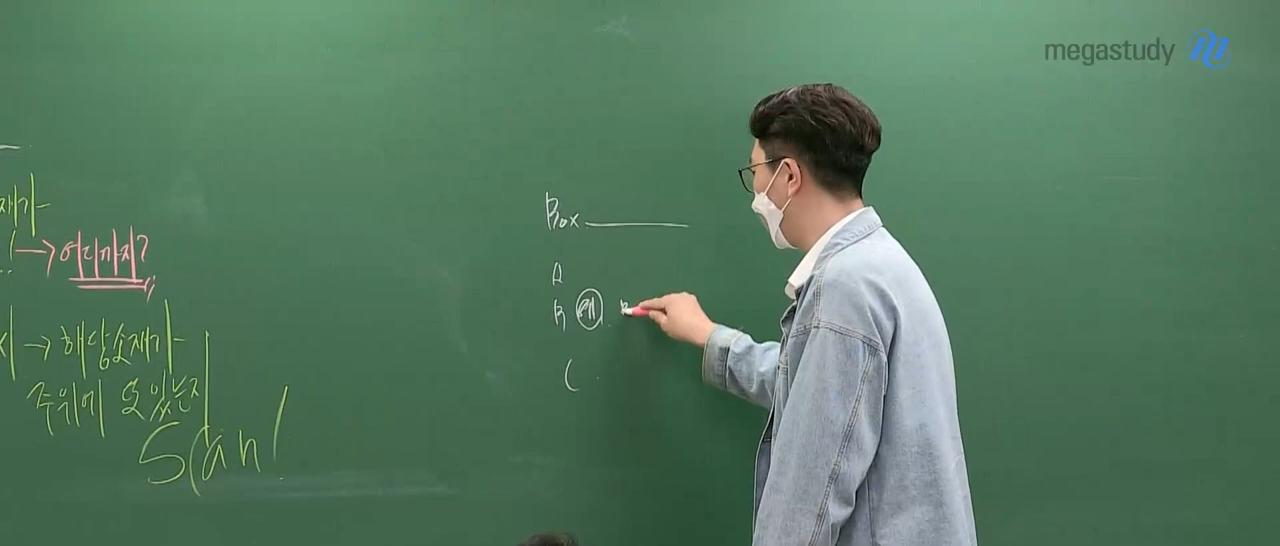 megastudy
재가
→ 어디까지?
→ 해당소재가
주위에 또 있는지
Scan!
Box
A
B 예
C